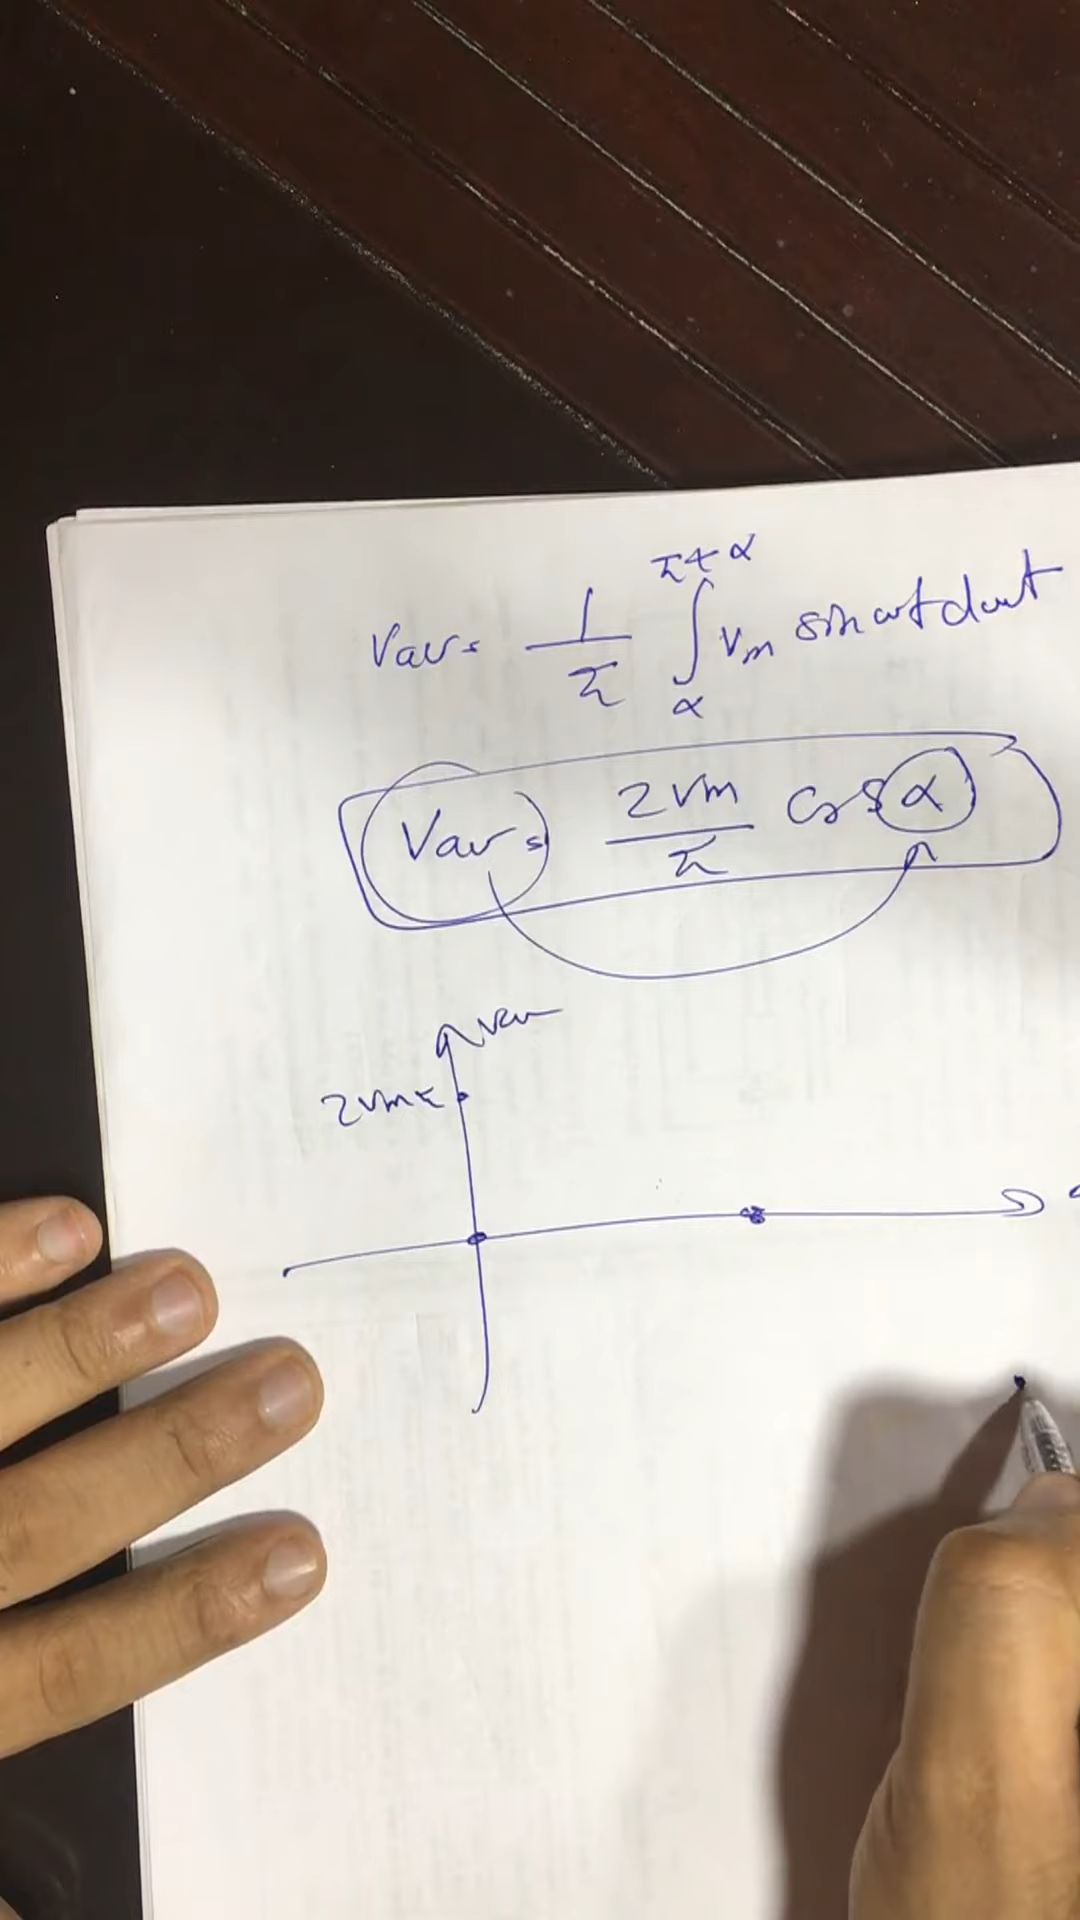 Vav = 1/π ∫ α π+α Vm sin ωt dωt
Vav = 2Vm/π cos α
Vav
2Vm/π